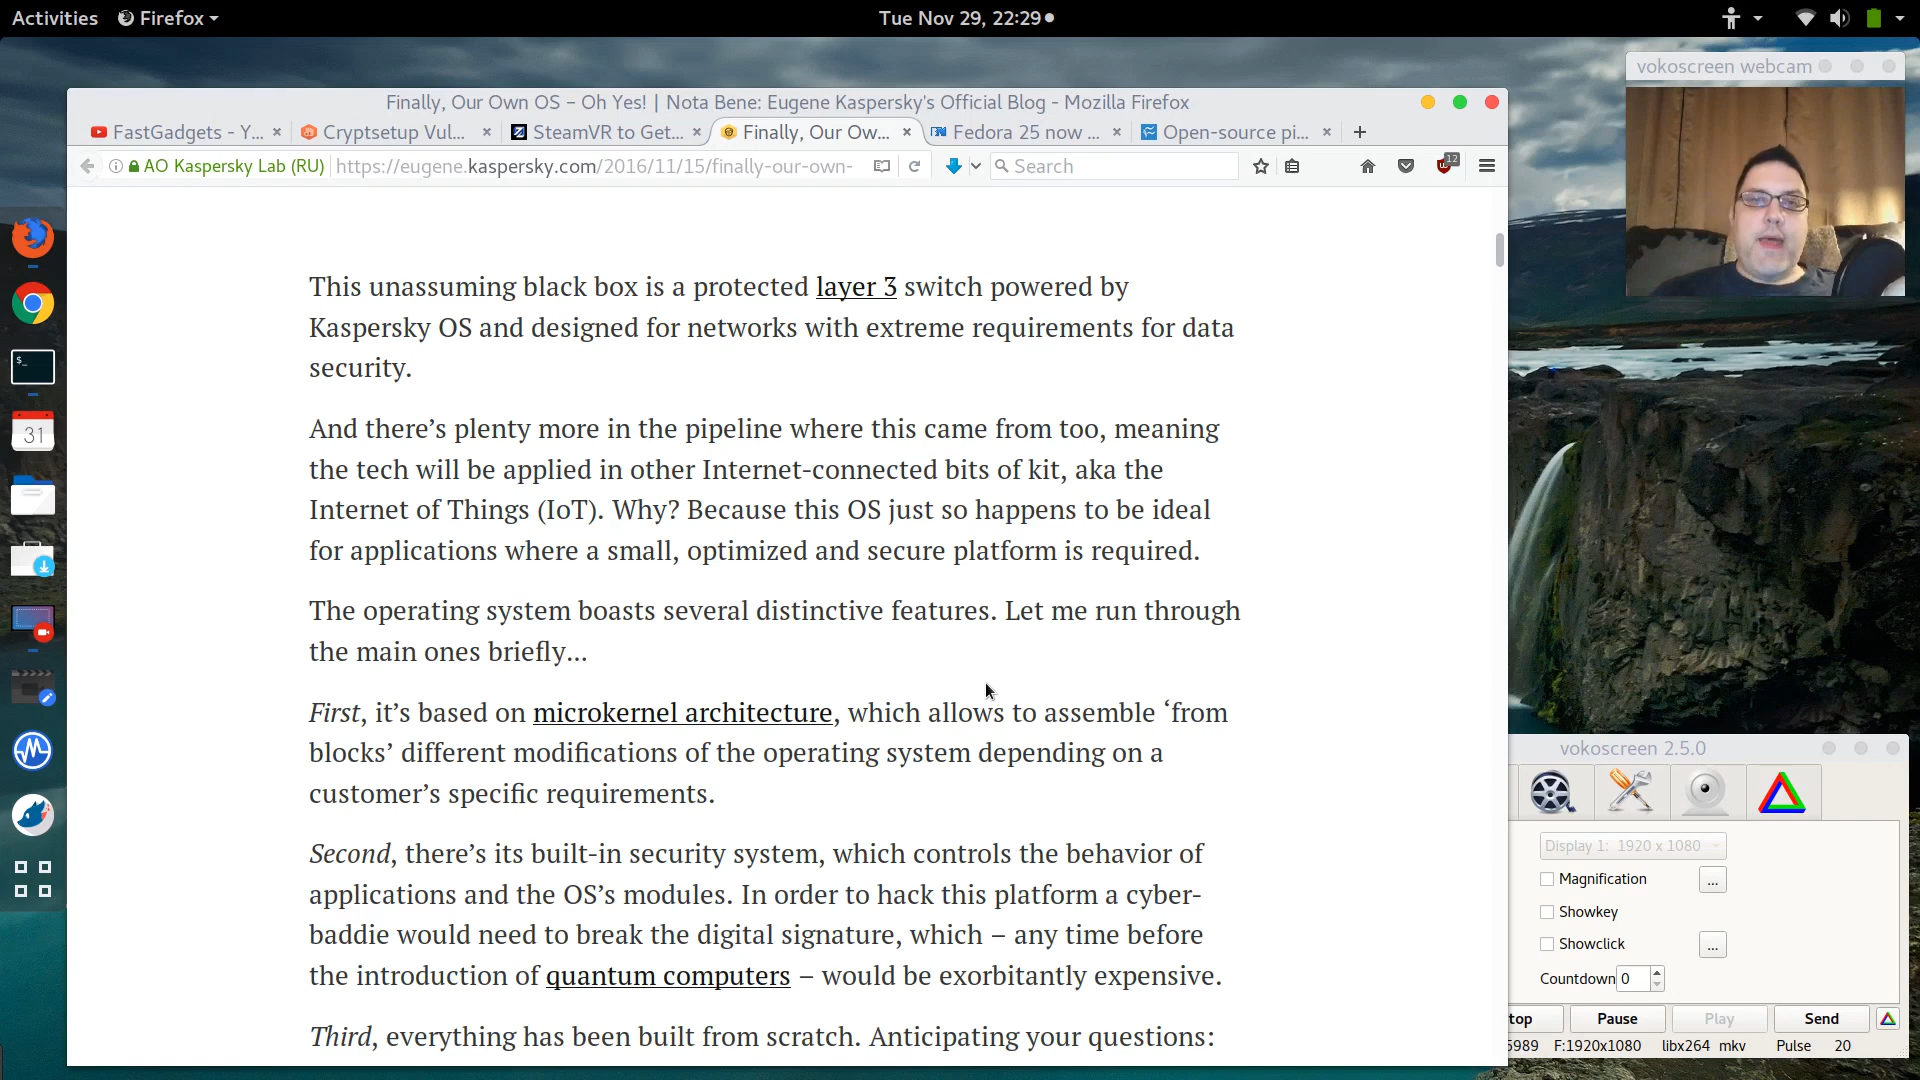 Activities Firefox Tue Nov 29, 22:29
vokoscreen webcam
Finally, Our Own OS – Oh Yes! | Nota Bene: Eugene Kaspersky's Official Blog - Mozilla Firefox
FastGadgets - Y... Cryptsetup Vul... SteamVR to Get... Finally, Our Ow... Fedora 25 now ... Open-source pi...
AO Kaspersky Lab (RU) https://eugene.kaspersky.com/2016/11/15/finally-our-own- Search 12
This unassuming black box is a protected layer 3 switch powered by
Kaspersky OS and designed for networks with extreme requirements for data
security.
And there’s plenty more in the pipeline where this came from too, meaning
the tech will be applied in other Internet-connected bits of kit, aka the
Internet of Things (IoT). Why? Because this OS just so happens to be ideal
for applications where a small, optimized and secure platform is required.
The operating system boasts several distinctive features. Let me run through
the main ones briefly…
First, it’s based on microkernel architecture, which allows to assemble ‘from
blocks’ different modifications of the operating system depending on a
customer’s specific requirements.
Second, there’s its built-in security system, which controls the behavior of
applications and the OS’s modules. In order to hack this platform a cyber-
baddie would need to break the digital signature, which – any time before
the introduction of quantum computers – would be exorbitantly expensive.
Third, everything has been built from scratch. Anticipating your questions:
31
$_
vokoscreen 2.5.0
Display 1: 1920 x 1080
Magnification ...
Showkey
Showclick ...
Countdown 0
top Pause Play Send
5989 F:1920x1080 libx264 mkv Pulse 20